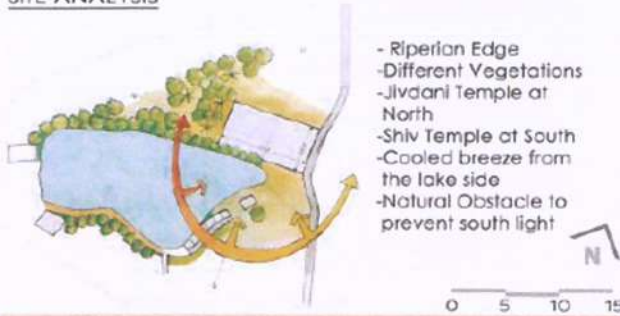 SITE ANALYSIS
- Riperian Edge
-Different Vegetations
-Jivdani Temple at
North
-Shiv Temple at South
-Cooled breeze from
the lake side
-Natural Obstacle to
prevent south light
N
0 5 10 15